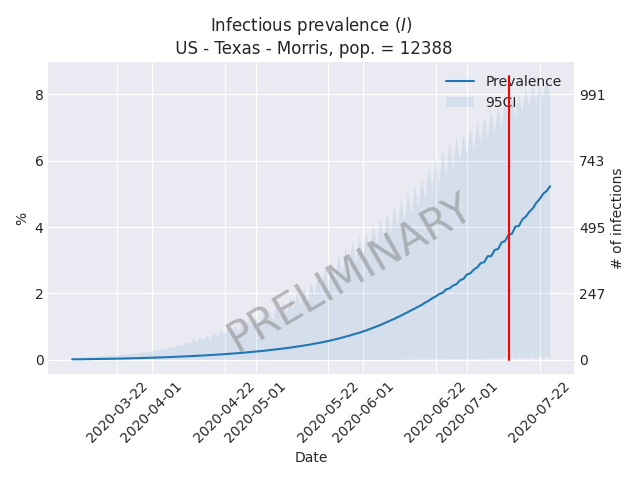 Infectious prevalence (I)
US - Texas - Morris, pop. = 12388
Prevalence
95CI
8
6
4
2
0
%
991
743
495
247
0
# of infections
PRELIMINARY
2020-03-22
2020-04-01
2020-04-22
2020-05-01
2020-05-22
2020-06-01
2020-06-22
2020-07-01
2020-07-22
Date